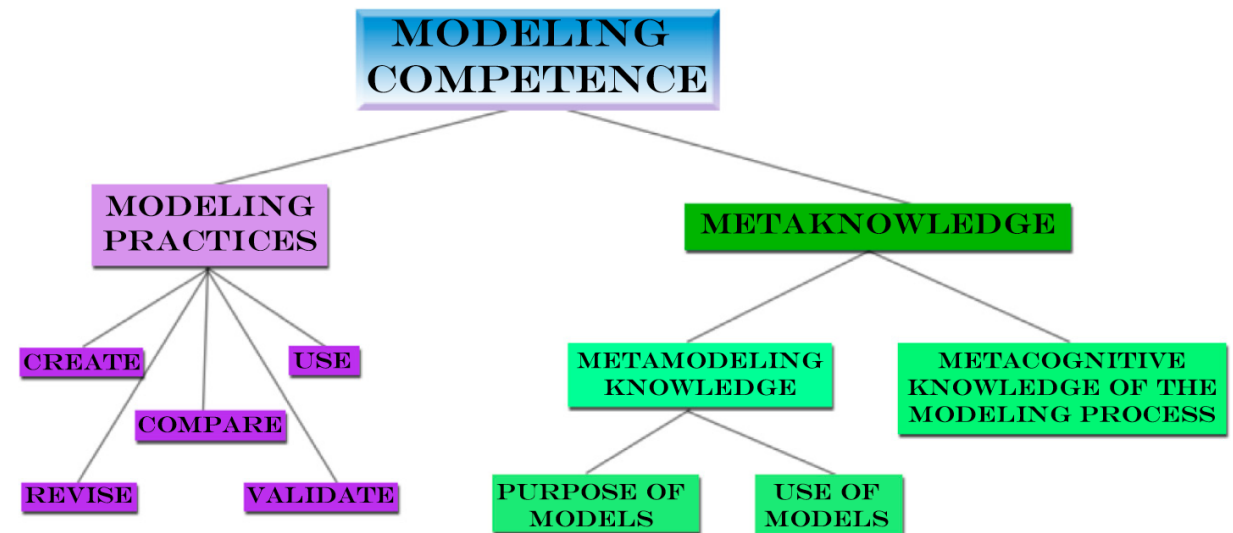 MODELING
COMPETENCE
MODELING
PRACTICES
METAKNOWLEDGE
CREATE
USE
COMPARE
REVISE
VALIDATE
METAMODELING
KNOWLEDGE
METACOGNITIVE
KNOWLEDGE OF THE
MODELING PROCESS
PURPOSE OF
MODELS
USE OF
MODELS